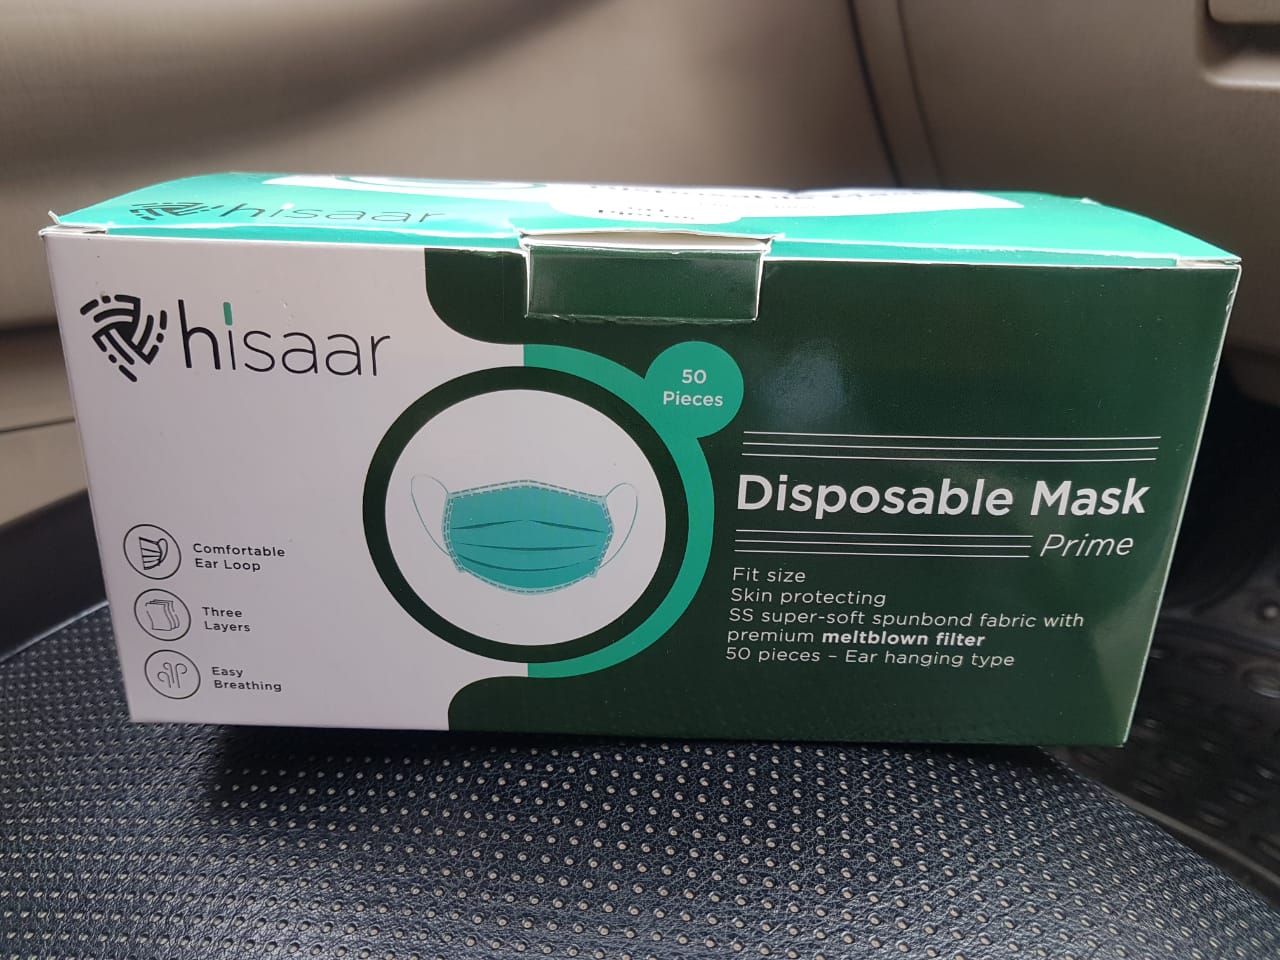 hisaar
hisaar
50
Pieces
Disposable Mask
Prime
Fit size
Skin protecting
SS super-soft spunbond fabric with
premium meltblown filter
50 pieces – Ear hanging type
Comfortable
Ear Loop
Three
Layers
Easy
Breathing